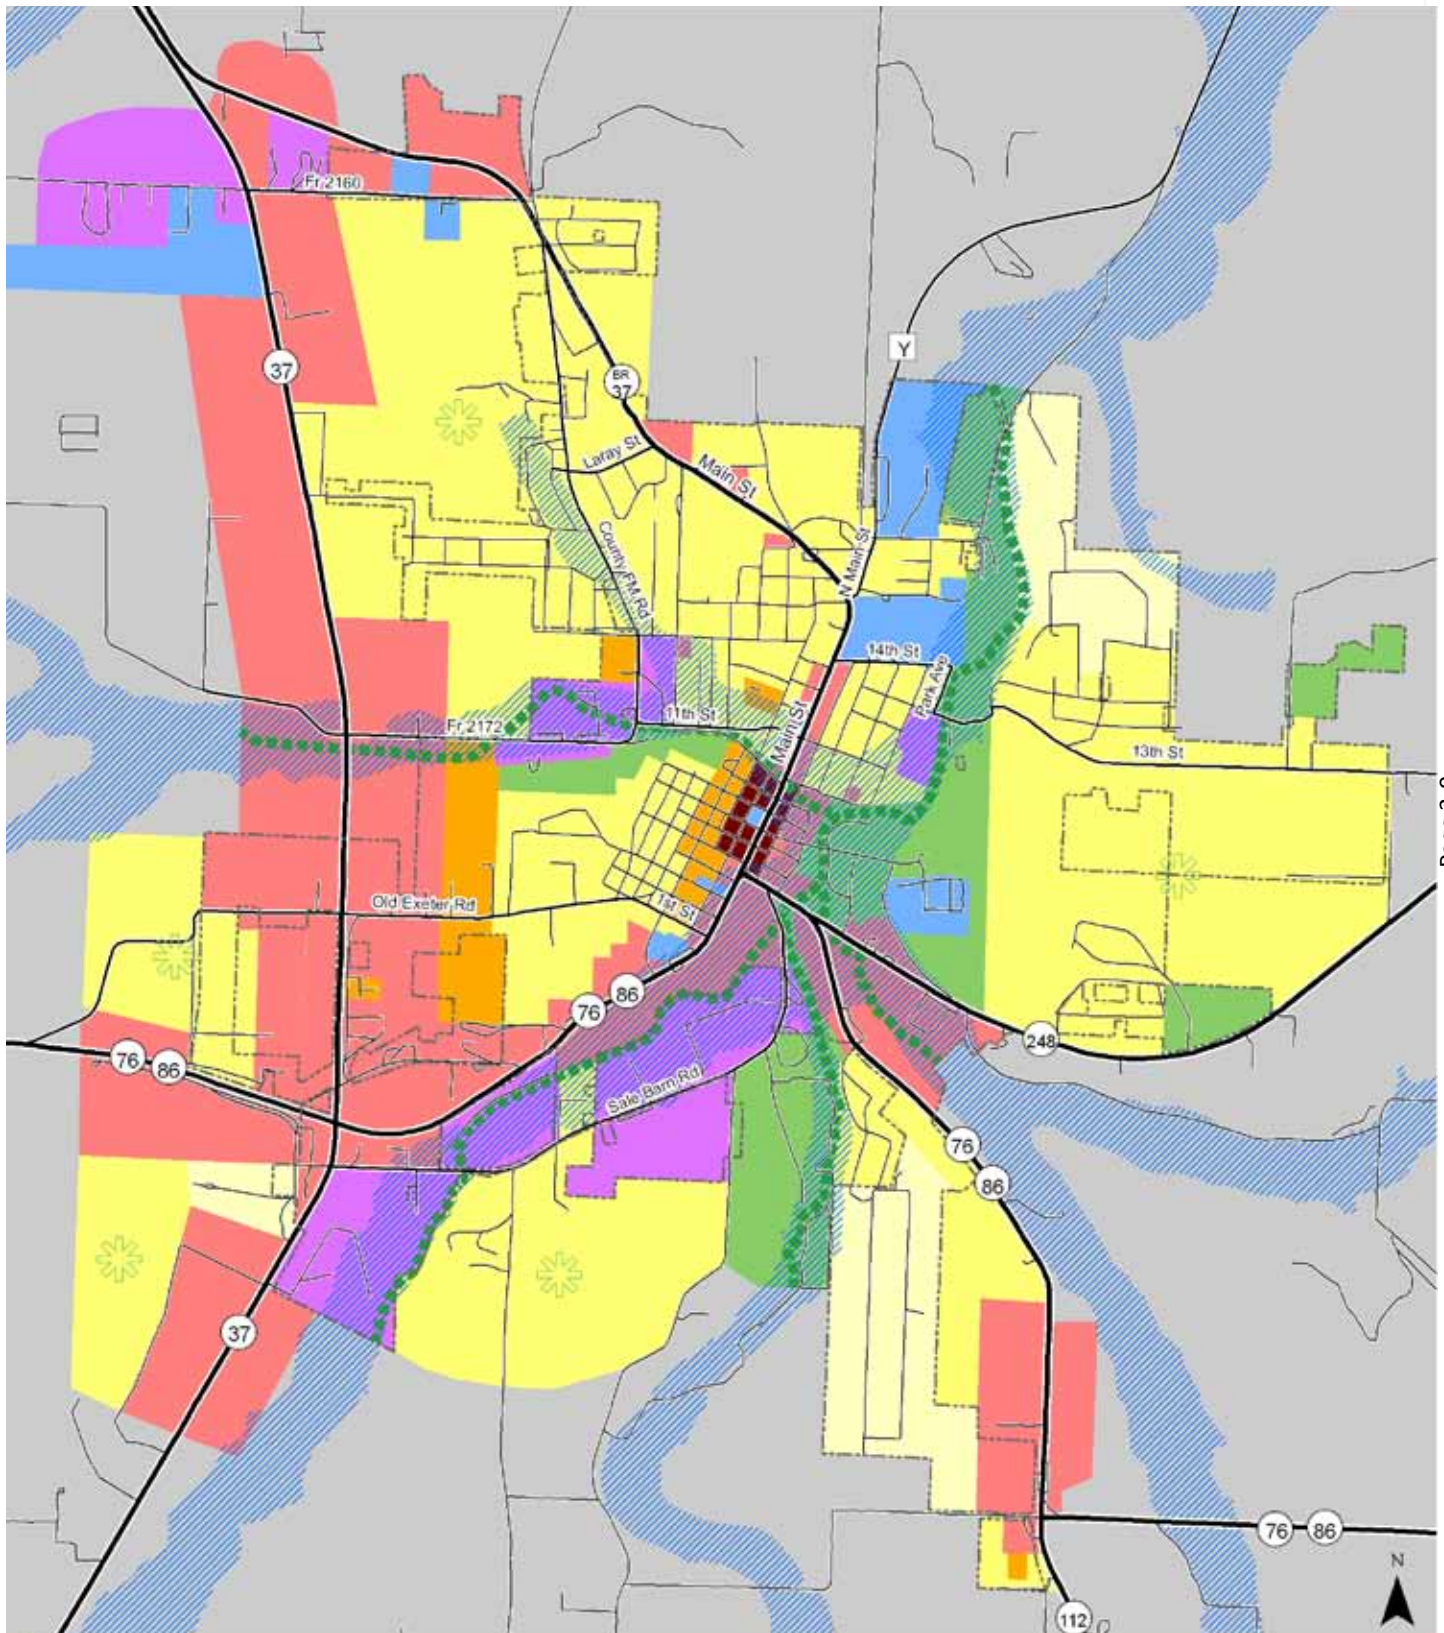 Fr 2160
37
BR
37
Y
Laray St
Main St
County FM Rd
N Main St
14th St
Park Ave
11th St
Main St
Fr 2172
13th St
Old Exeter Rd
1st St
76
86
248
76
86
Sale Barn Rd
76
86
37
76
86
N
112